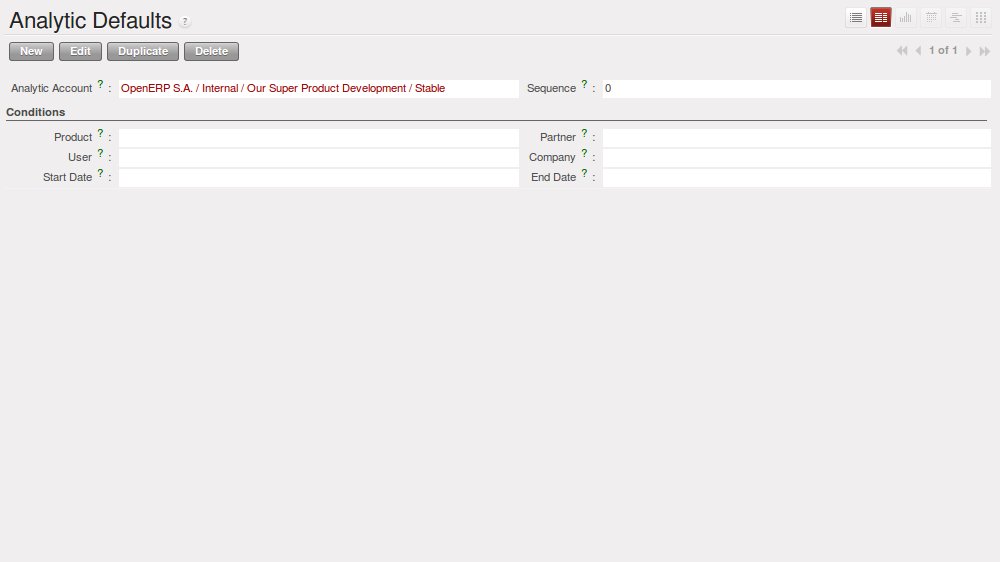 Analytic Defaults ?
New Edit Duplicate Delete 1 of 1
Analytic Account ? : OpenERP S.A. / Internal / Our Super Product Development / Stable Sequence ? : 0
Conditions
Product ? : Partner ? :
User ? : Company ? :
Start Date ? : End Date ? :